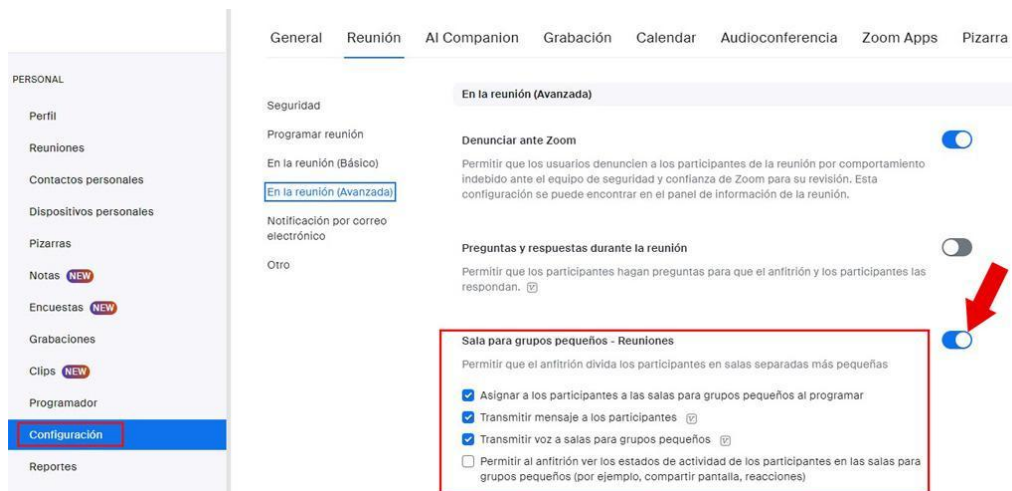 General Reunión AI Companion Grabación Calendar Audioconferencia Zoom Apps Pizarra
PERSONAL
Perfil
Reuniones
Contactos personales
Dispositivos personales
Pizarras
Notas NEW
Encuestas NEW
Grabaciones
Clips NEW
Programador
Configuración
Reportes
Seguridad
Programar reunión
En la reunión (Básico)
En la reunión (Avanzada)
Notificación por correo
electrónico
Otro
En la reunión (Avanzada)
Denunciar ante Zoom
Permitir que los usuarios denuncien a los participantes de la reunión por comportamiento
indebido ante el equipo de seguridad y confianza de Zoom para su revisión. Esta
configuración se puede encontrar en el panel de información de la reunión.
Preguntas y respuestas durante la reunión
Permitir que los participantes hagan preguntas para que el anfitrión y los participantes las
respondan.
Sala para grupos pequeños - Reuniones
Permitir que el anfitrión divida los participantes en salas separadas más pequeñas
Asignar a los participantes a las salas para grupos pequeños al programar
Transmitir mensaje a los participantes
Transmitir voz a salas para grupos pequeños
Permitir al anfitrión ver los estados de actividad de los participantes en las salas para
grupos pequeños (por ejemplo, compartir pantalla, reacciones)